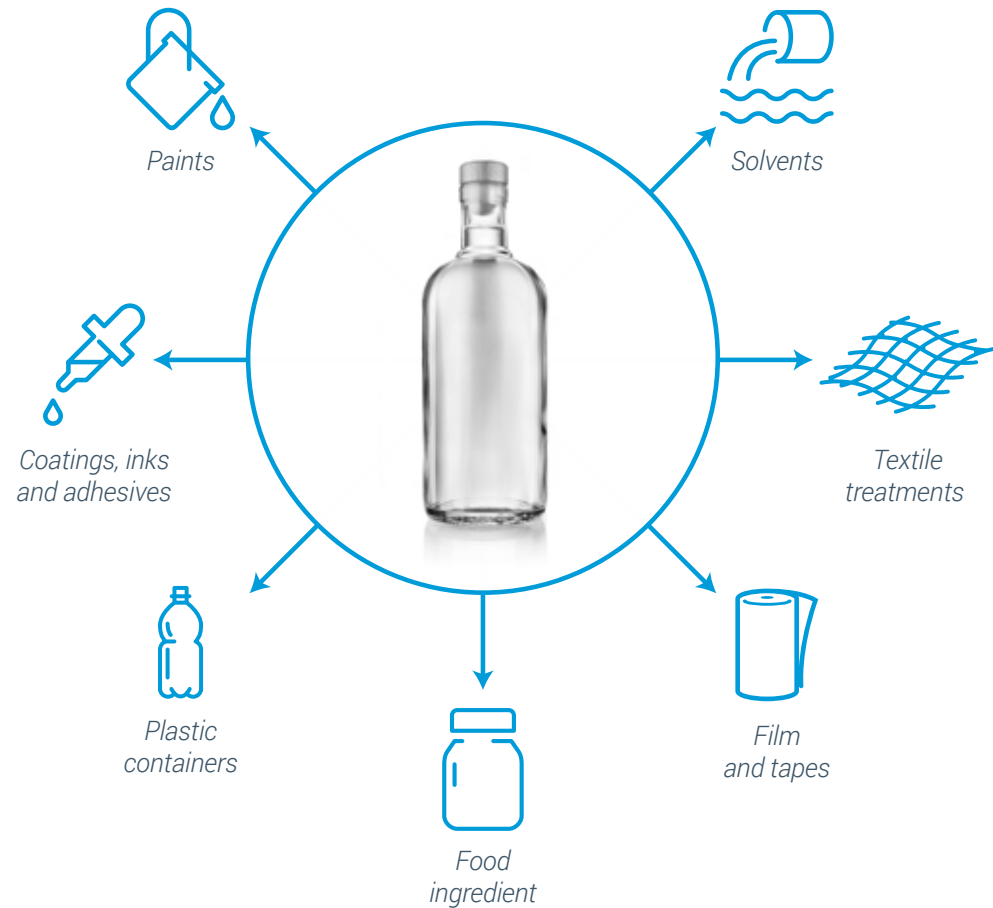 Paints
Solvents
Coatings, inks
and adhesives
Textile
treatments
Plastic
containers
Film
and tapes
Food
ingredient